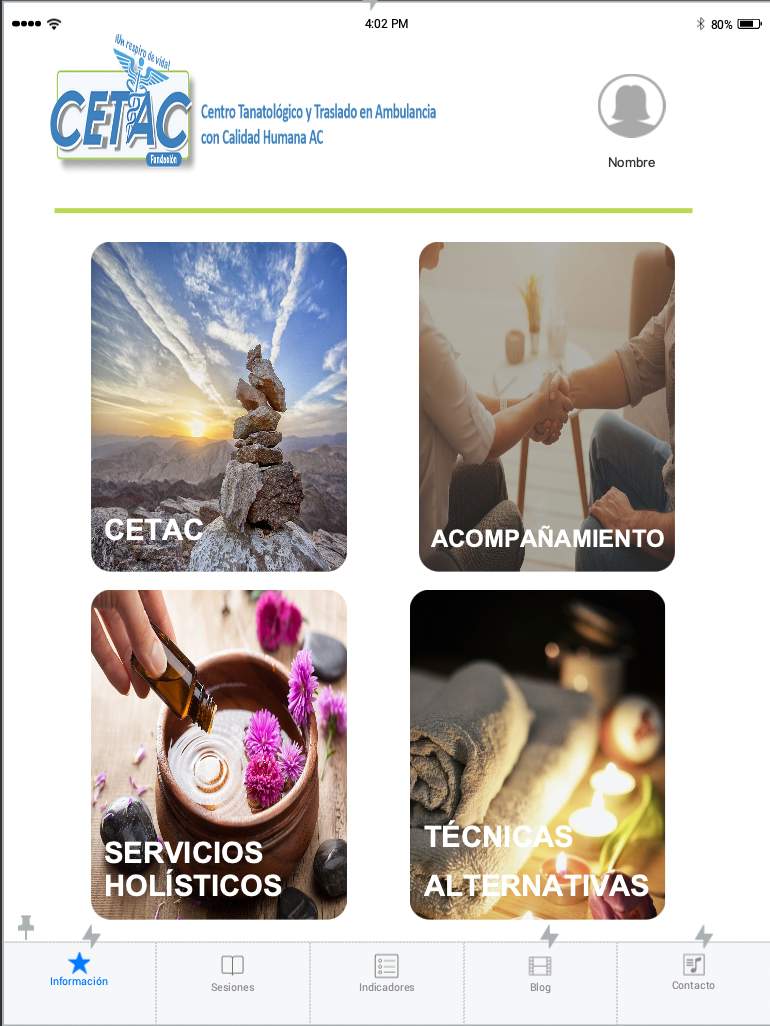 4:02 PM
80%
¡Un respiro de vida!
CETAC
Fundación
Centro Tanatológico y Traslado en Ambulancia
con Calidad Humana AC
Nombre
CETAC
ACOMPAÑAMIENTO
SERVICIOS
HOLÍSTICOS
TÉCNICAS
ALTERNATIVAS
Información
Sesiones
Indicadores
Blog
Contacto